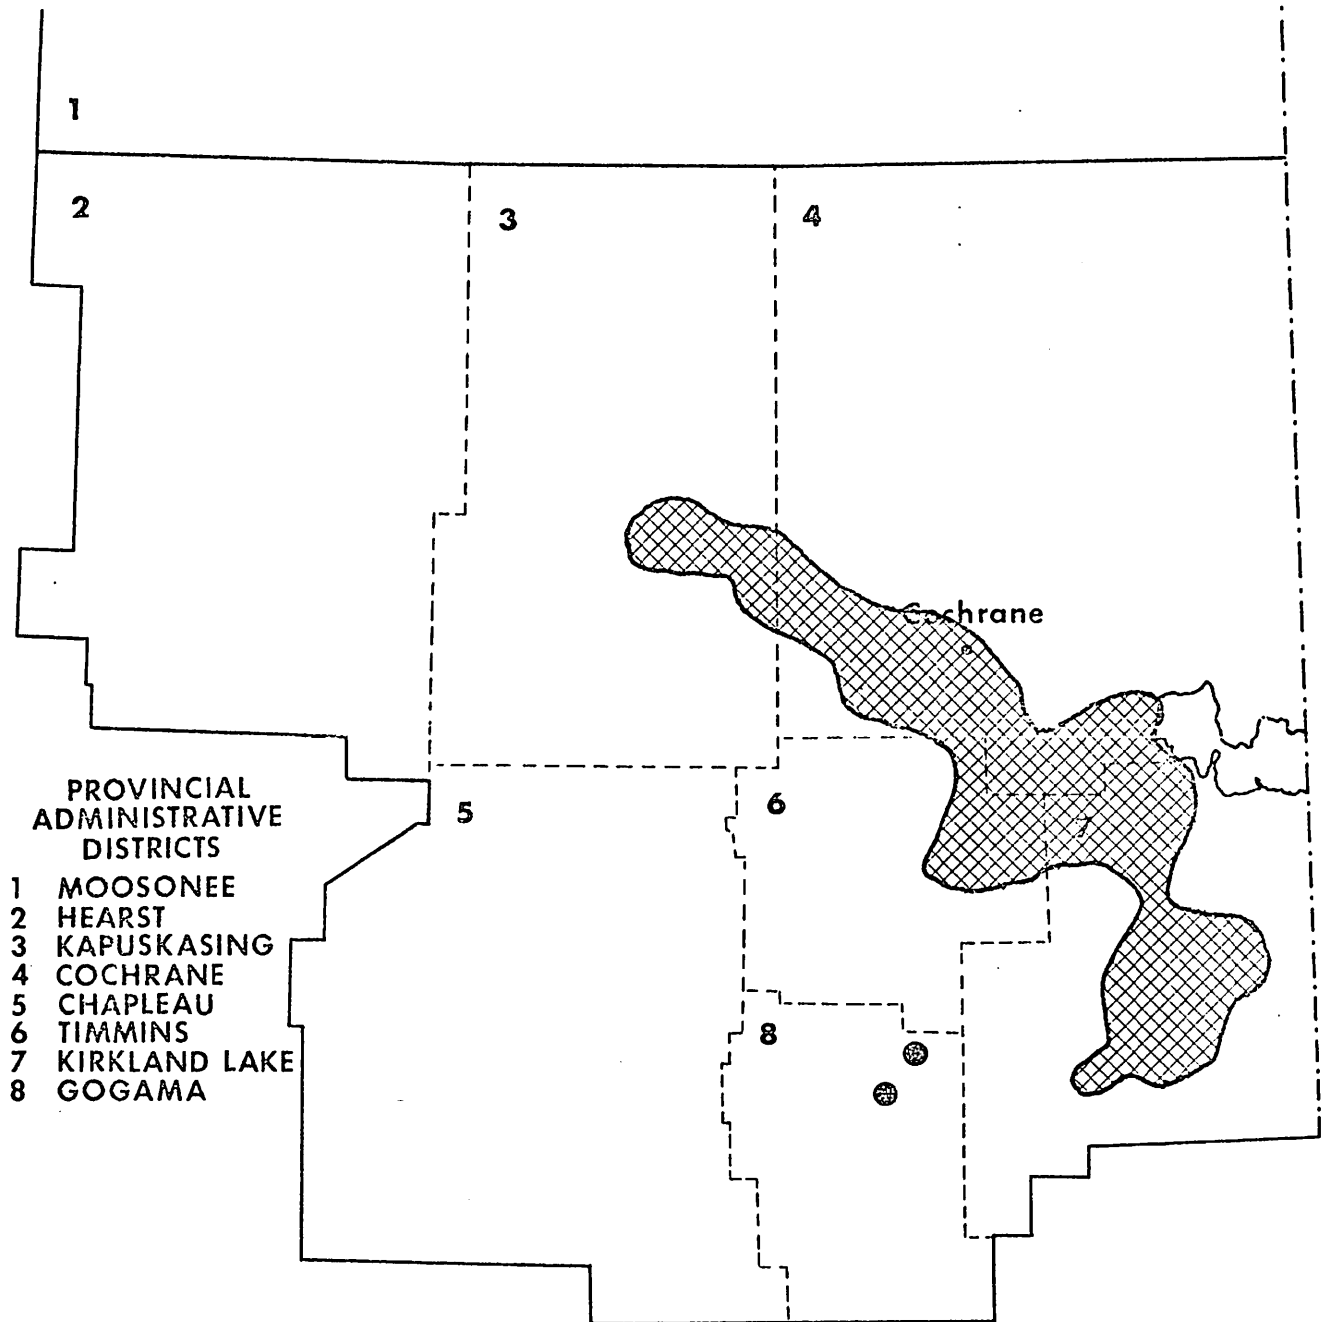 1
2
3
4
Cochrane
5
6
7
8
PROVINCIAL
ADMINISTRATIVE
DISTRICTS
1 MOOSONEE
2 HEARST
3 KAPUSKASING
4 COCHRANE
5 CHAPLEAU
6 TIMMINS
7 KIRKLAND LAKE
8 GOGAMA